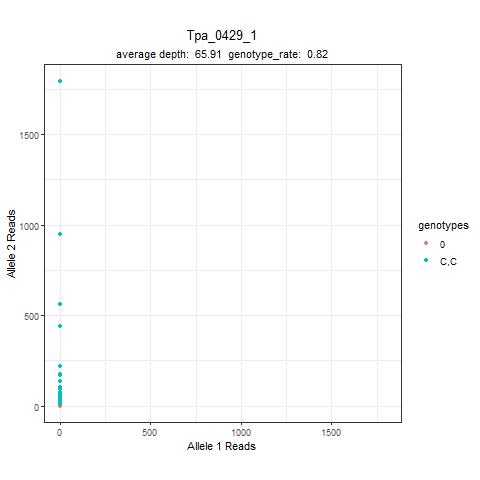 Tpa_0429_1
average depth: 65.91 genotype_rate: 0.82
1500
1000
500
0
Allele 2 Reads
0 500 1000 1500
Allele 1 Reads
genotypes
0
C,C